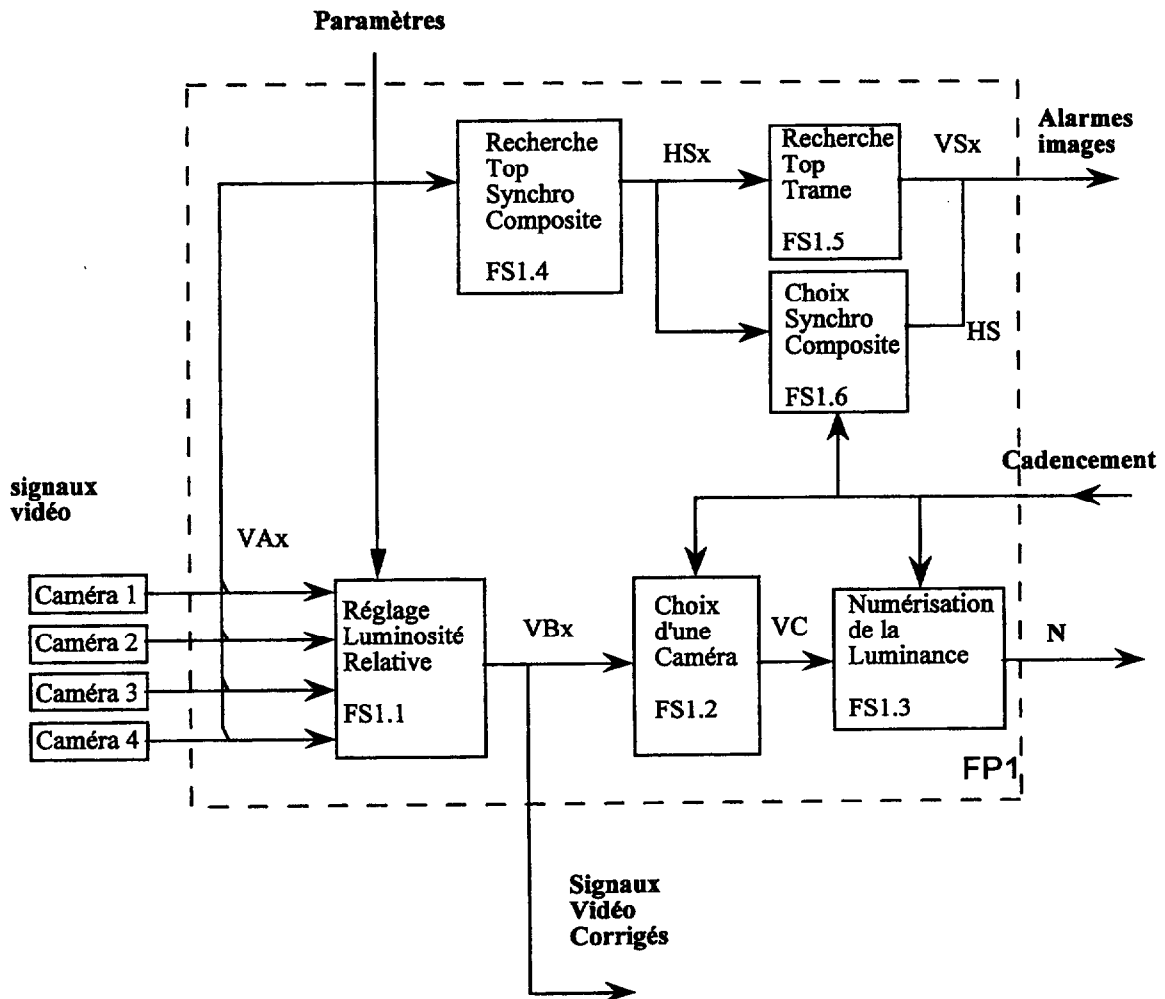 Paramètres
Recherche
Top
Synchro
Composite
FS1.4
HSx
Recherche
Top
Trame
FS1.5
VSx
Alarmes
images
Choix
Synchro
Composite
FS1.6
HS
Cadencement
signaux
vidéo
VAx
Caméra 1
Caméra 2
Caméra 3
Caméra 4
Réglage
Luminosité
Relative
FS1.1
VBx
Choix
d'une
Caméra
FS1.2
VC
Numérisation
de la
Luminance
FS1.3
N
FP1
Signaux
Vidéo
Corrigés